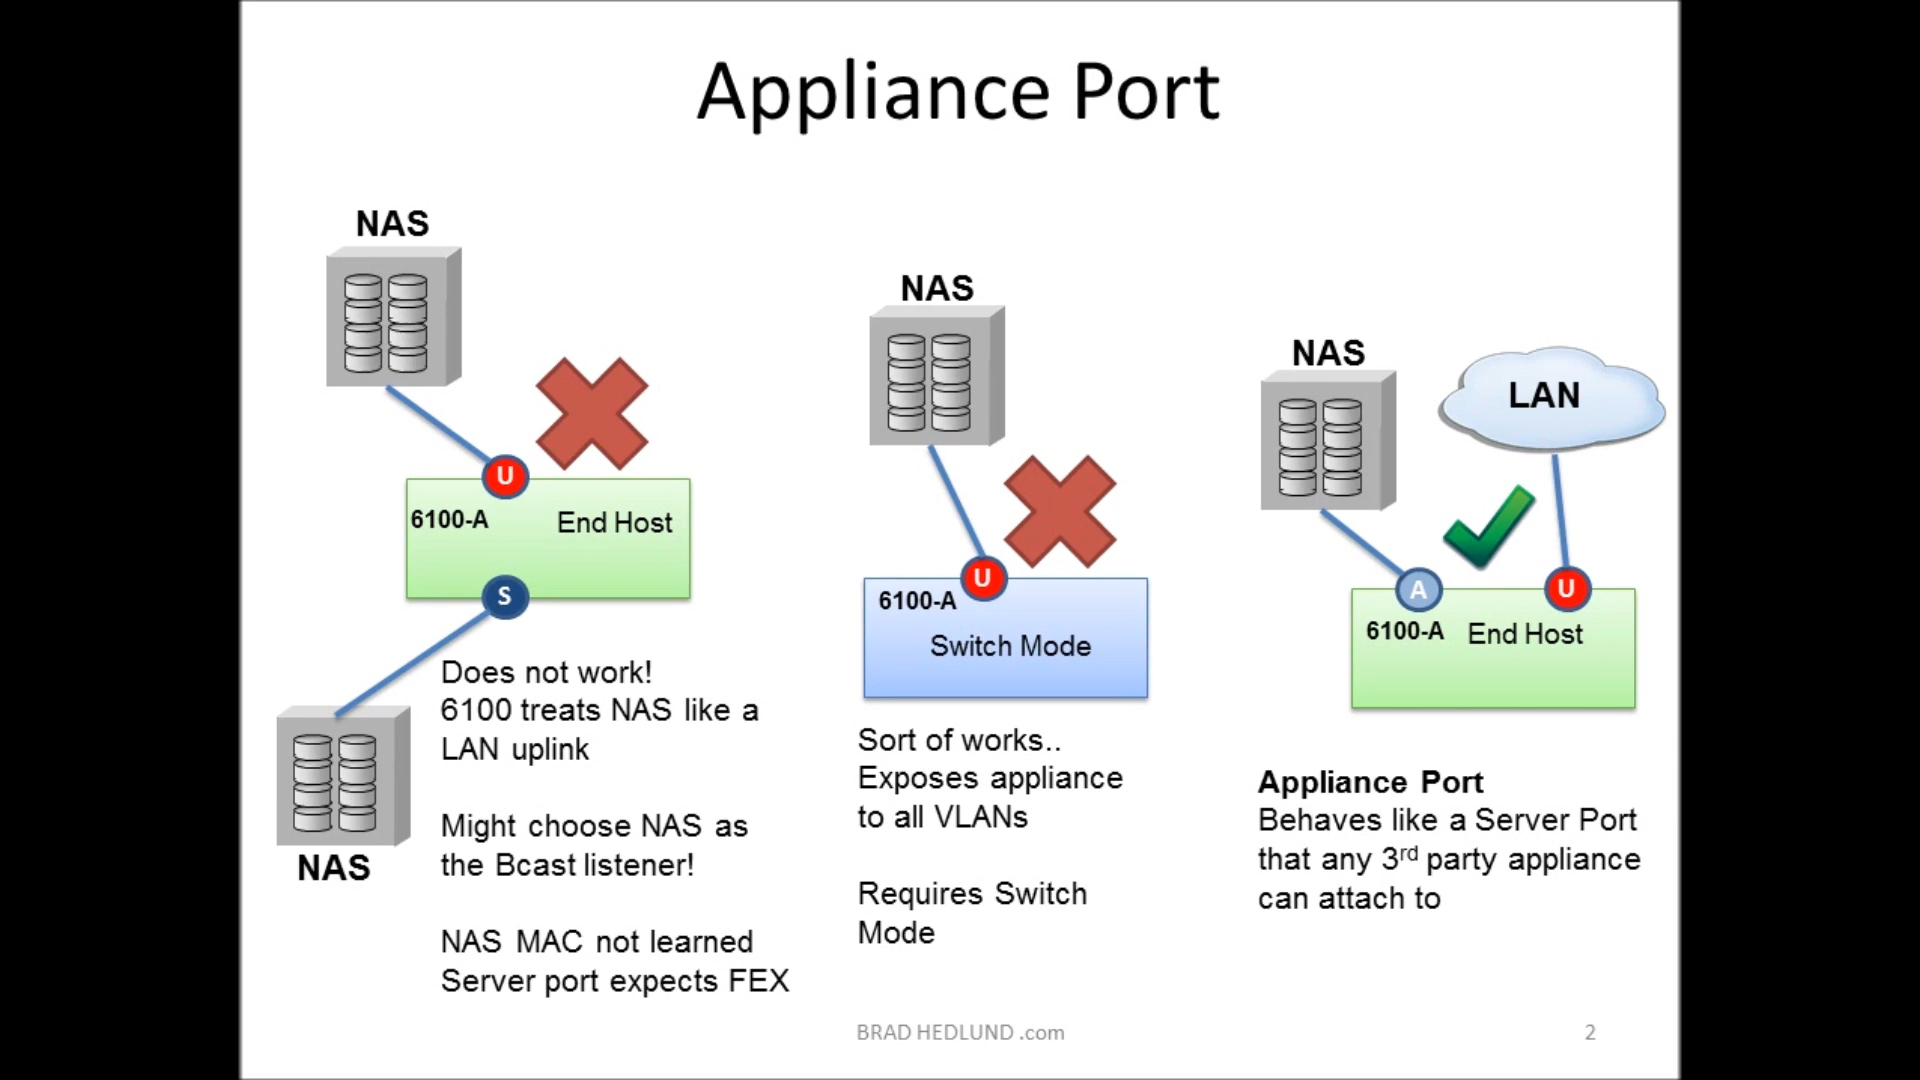 Appliance Port
NAS
U
6100-A
End Host
S
NAS
Does not work!
6100 treats NAS like a
LAN uplink
Might choose NAS as
the Bcast listener!
NAS MAC not learned
Server port expects FEX
NAS
U
6100-A
Switch Mode
Sort of works..
Exposes appliance
to all VLANs
Requires Switch
Mode
NAS
LAN
A
U
6100-A
End Host
Appliance Port
Behaves like a Server Port
that any 3rd party appliance
can attach to
BRAD HEDLUND .com
2